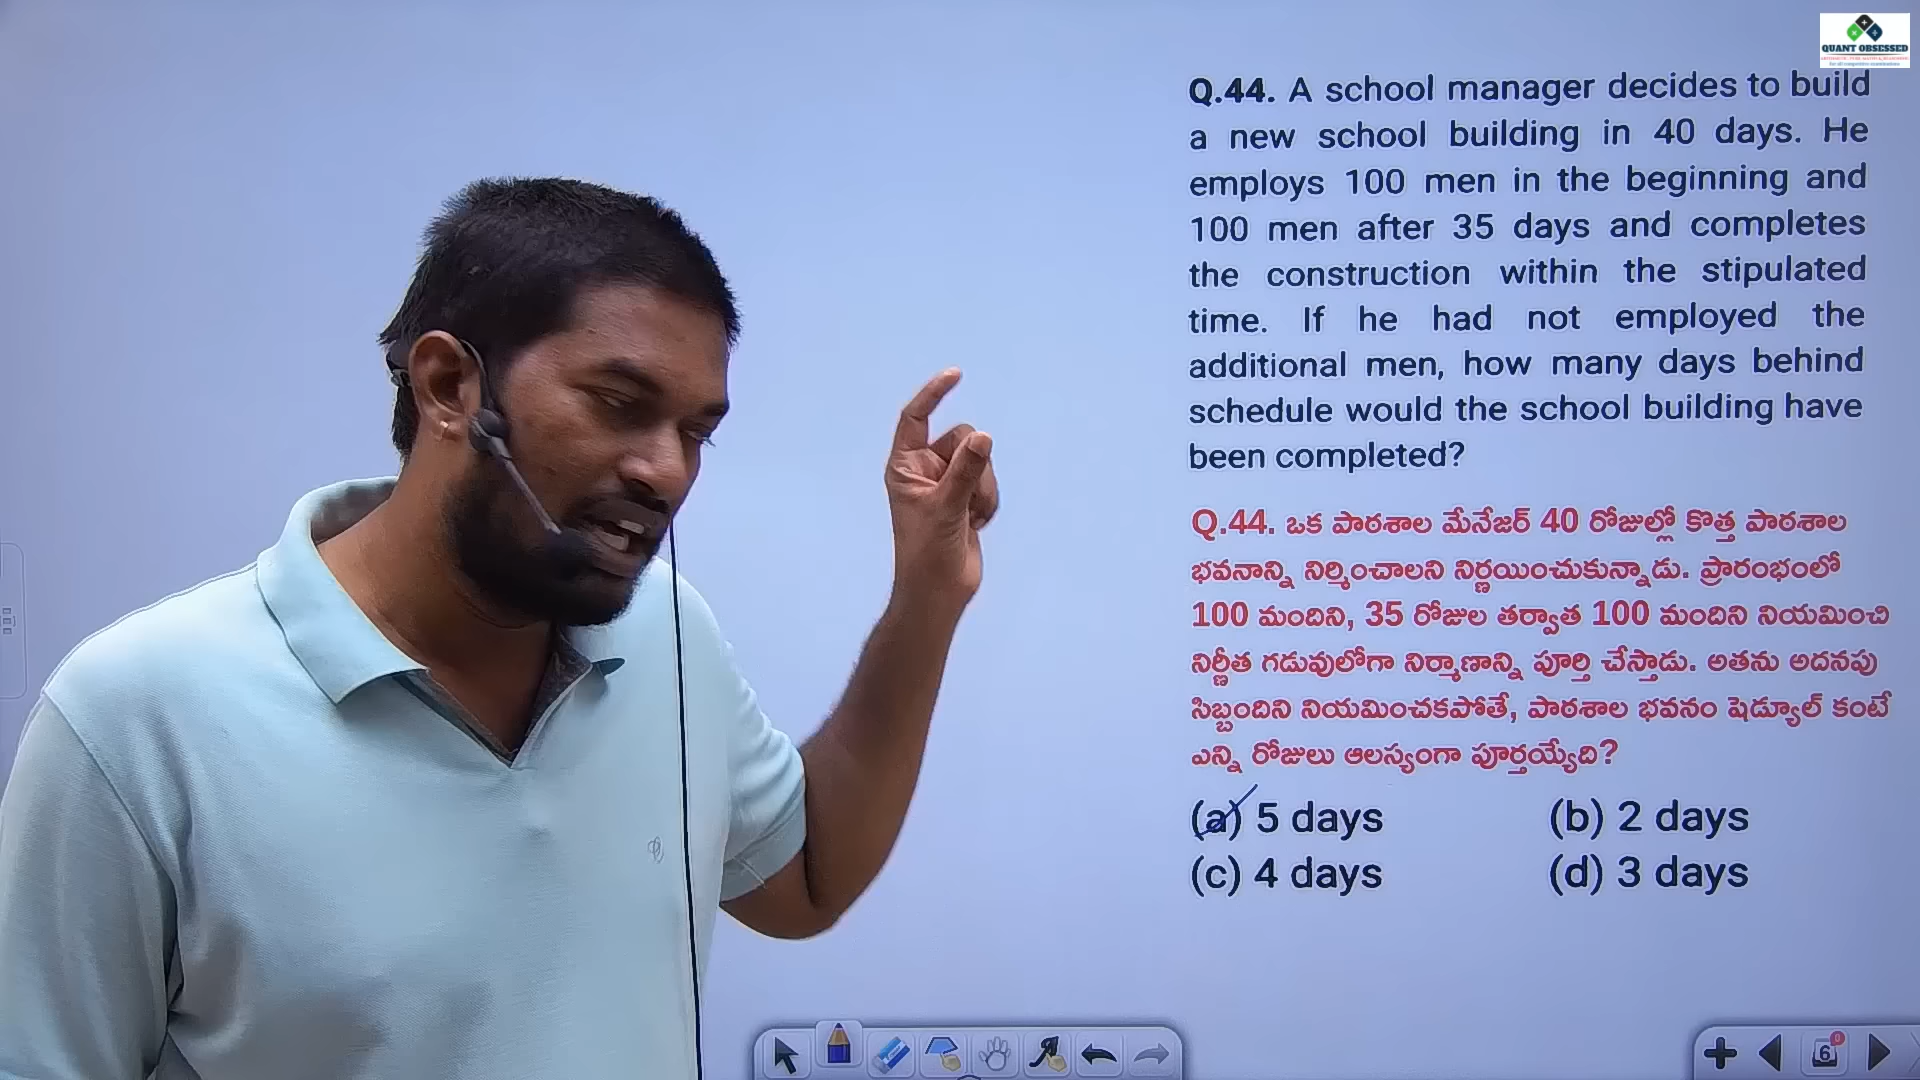 QUANT OBSESSED
Q.44. A school manager decides to build
a new school building in 40 days. He
employs 100 men in the beginning and
100 men after 35 days and completes
the construction within the stipulated
time. If he had not employed the
additional men, how many days behind
schedule would the school building have
been completed?
Q.44. ఒక పాఠశాల మేనేజర్ 40 రోజుల్లో కొత్త పాఠశాల
భవనాన్ని నిర్మించాలని నిర్ణయించుకున్నాడు. ప్రారంభంలో
100 మందిని, 35 రోజుల తర్వాత 100 మందిని నియమించి
నిర్ణీత గడువులోగా నిర్మాణాన్ని పూర్తి చేస్తాడు. అతను అదనపు
సిబ్బందిని నియమించకపోతే, పాఠశాల భవనం షెడ్యూల్ కంటే
ఎన్ని రోజులు ఆలస్యంగా పూర్తయ్యేది?
(a) 5 days (b) 2 days
(c) 4 days (d) 3 days
6